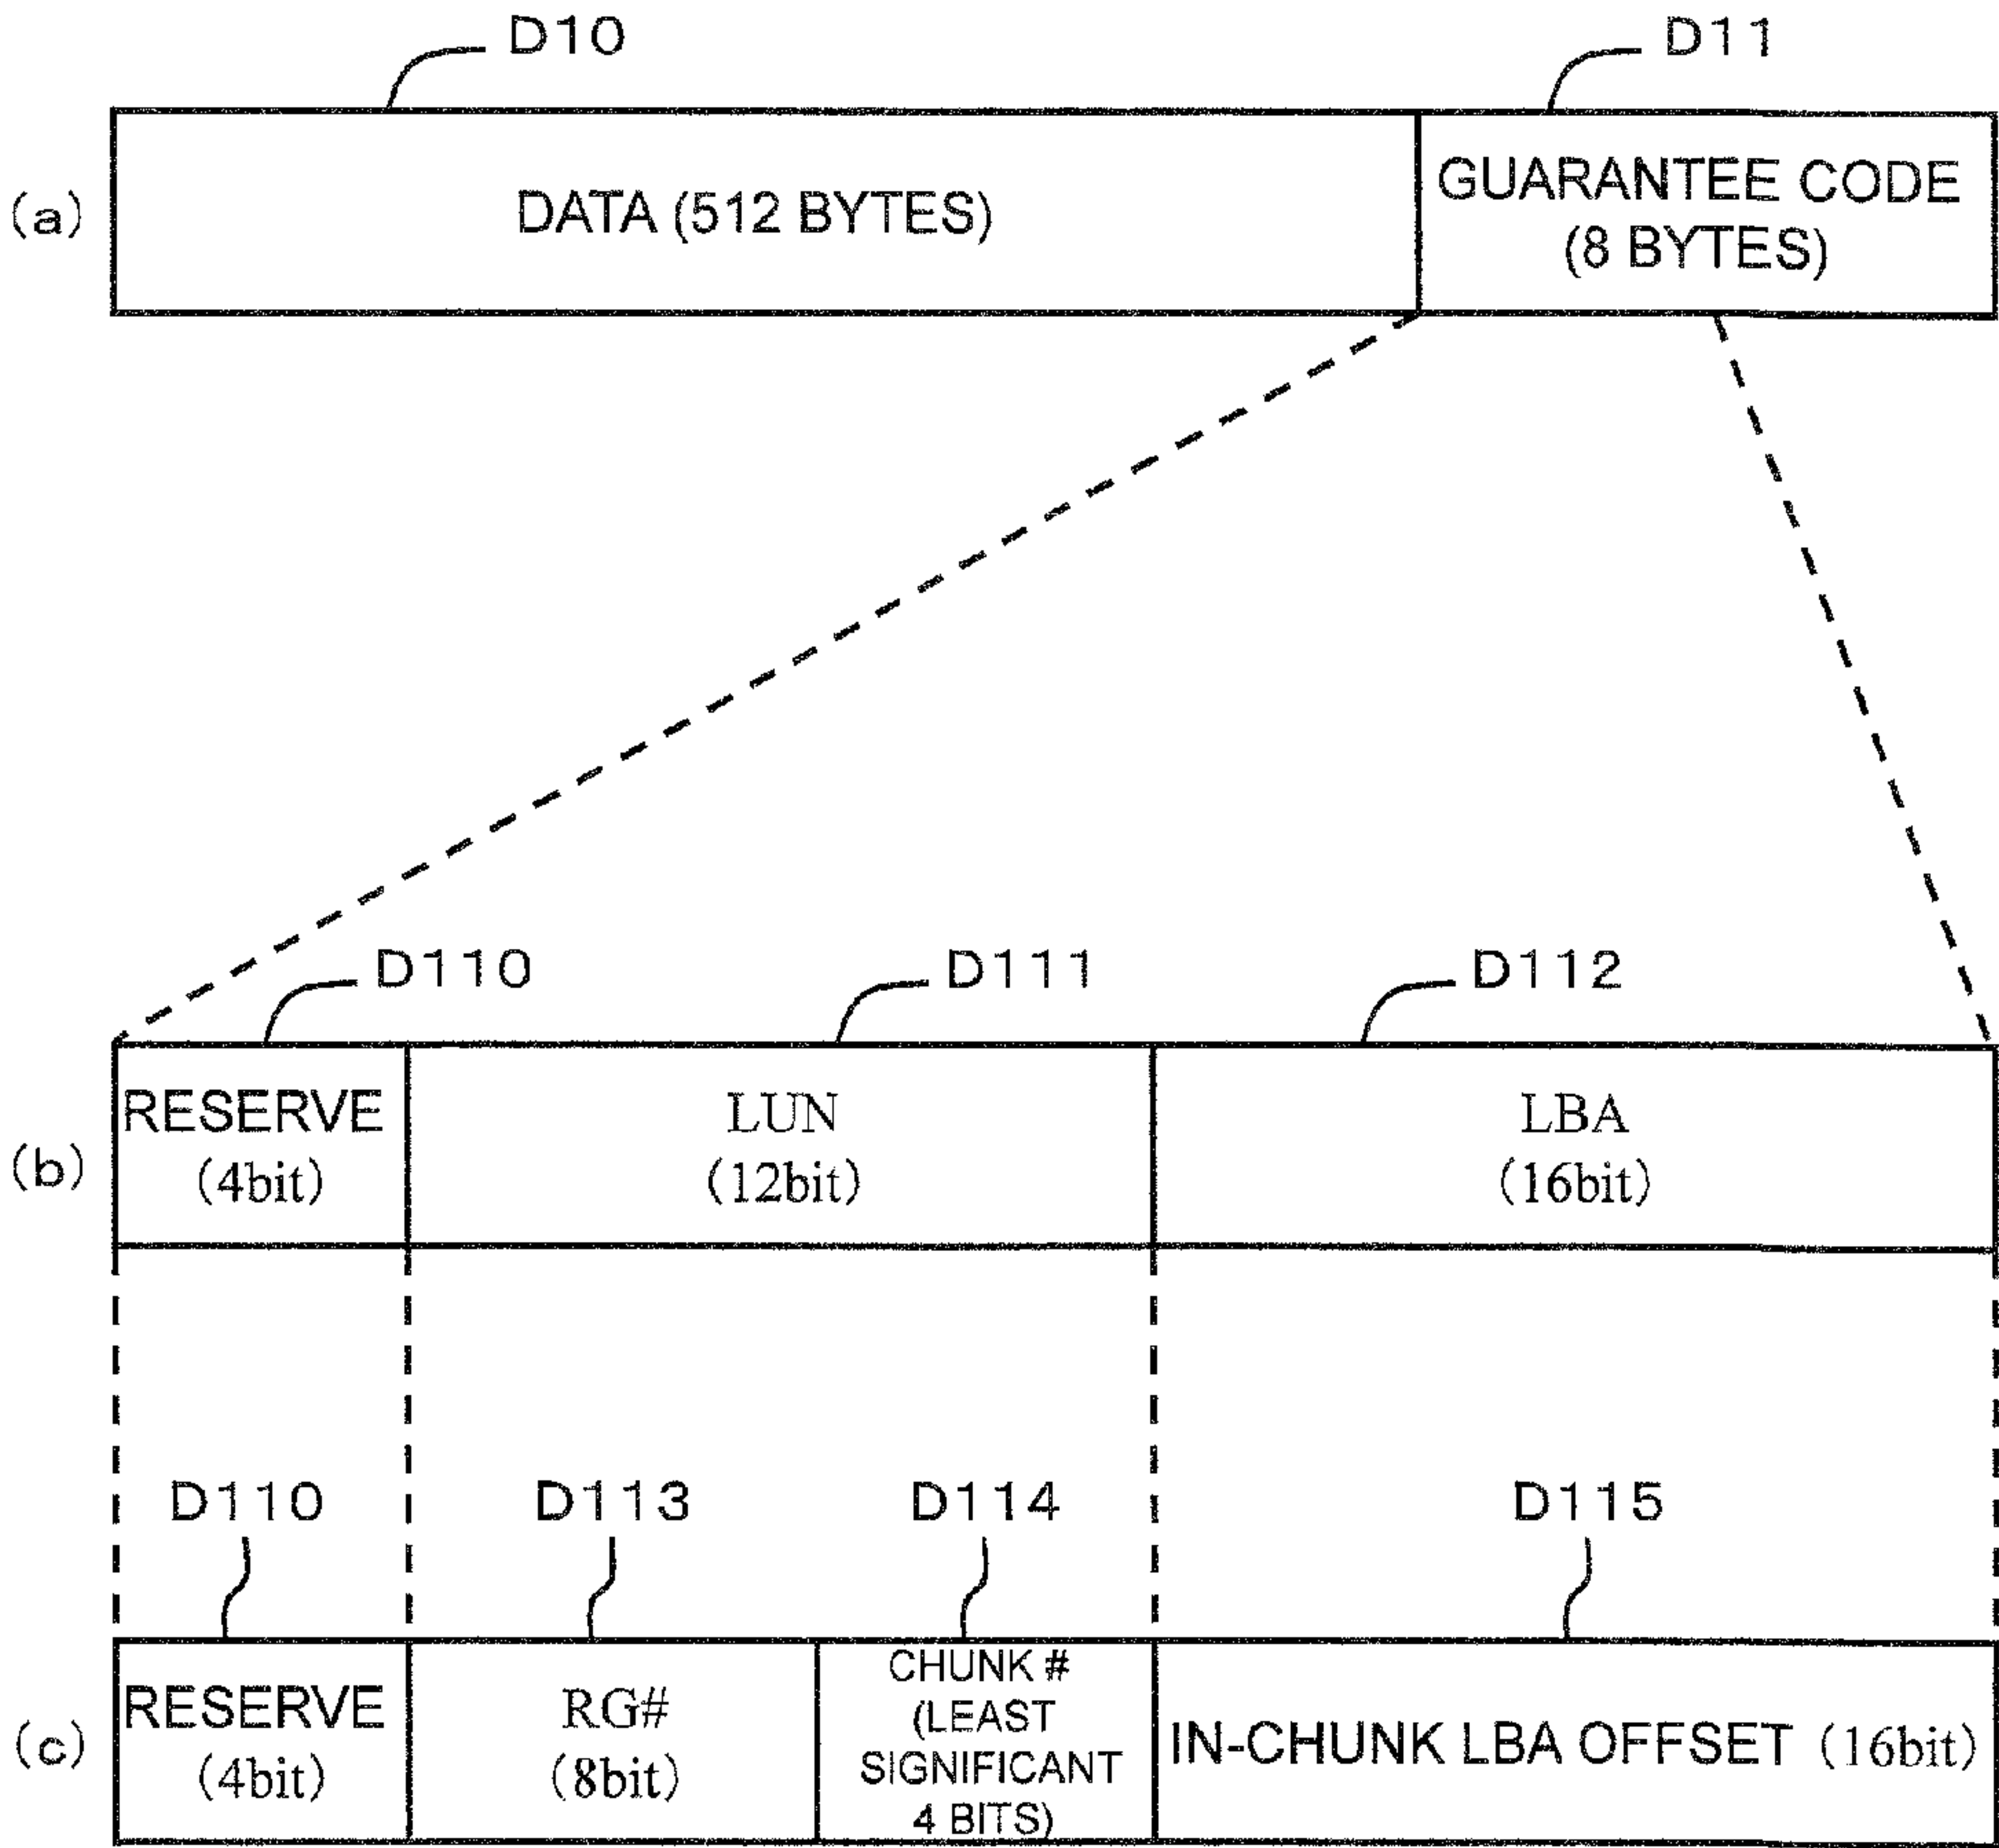 D10
D11
(a)
DATA (512 BYTES)
GUARANTEE CODE
(8 BYTES)
D110
D111
D112
(b)
RESERVE
(4bit)
LUN
(12bit)
LBA
(16bit)
D110
D113
D114
D115
(c)
RESERVE
(4bit)
RG#
(8bit)
CHUNK #
(LEAST
SIGNIFICANT
4 BITS)
IN-CHUNK LBA OFFSET (16bit)